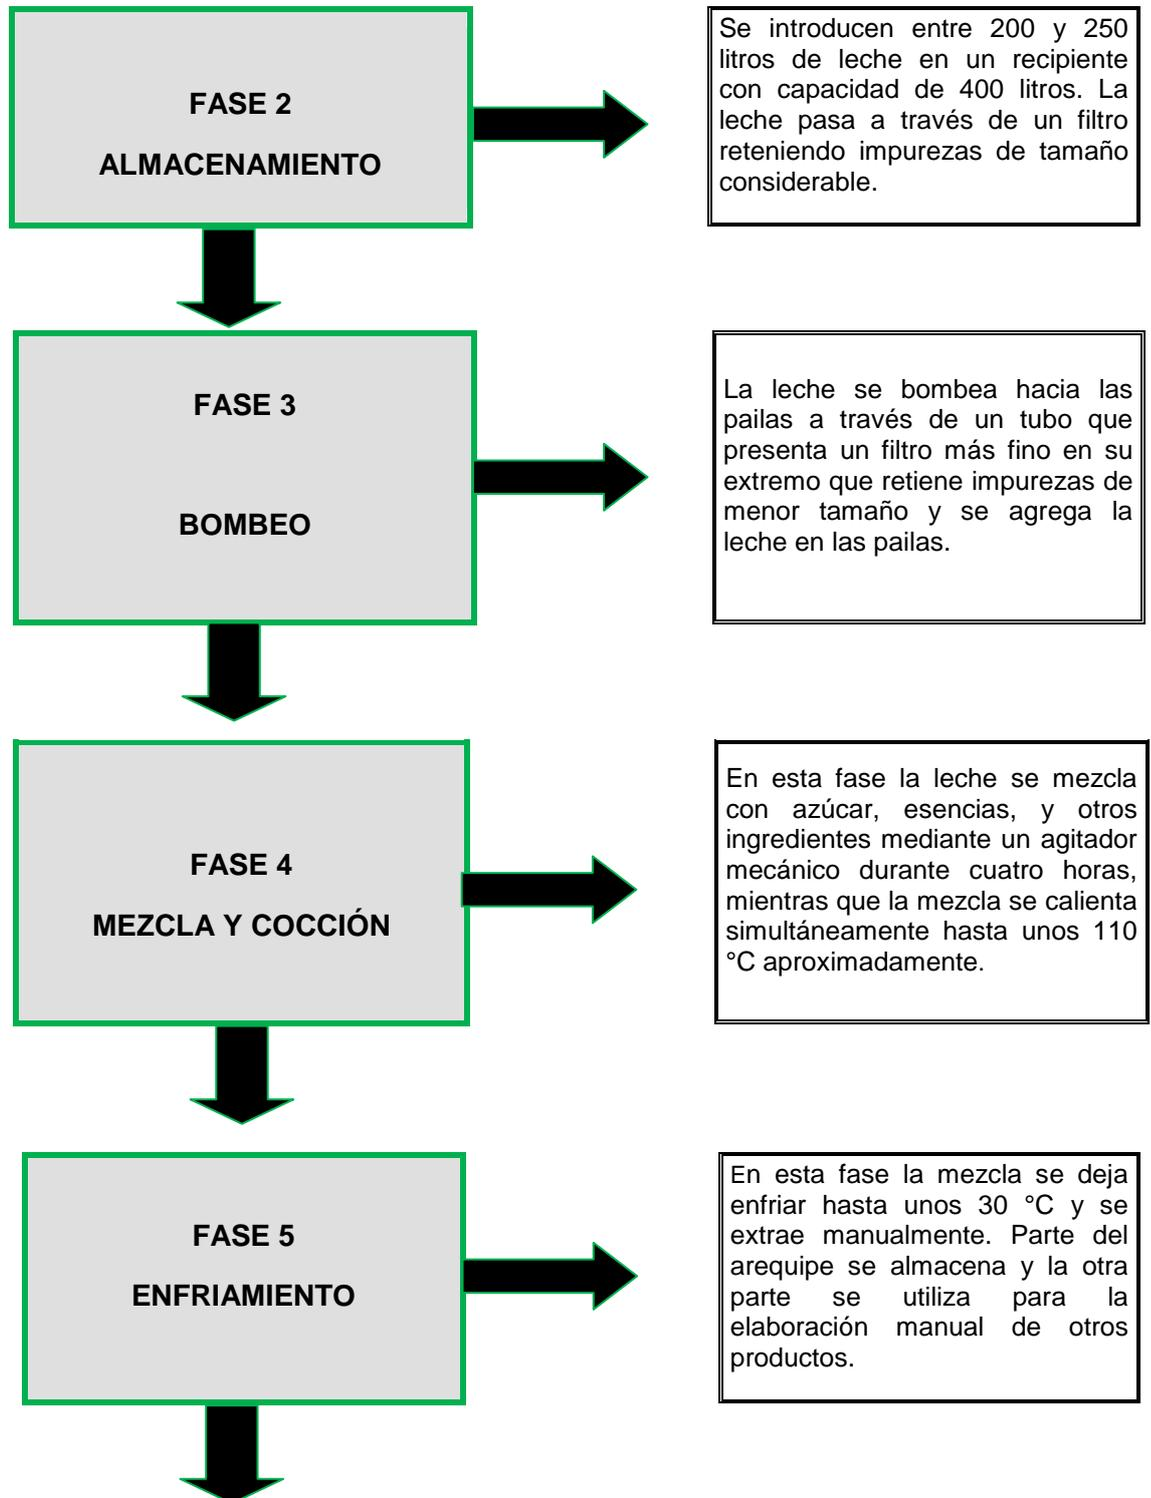 FASE 2
ALMACENAMIENTO
Se introducen entre 200 y 250
litros de leche en un recipiente
con capacidad de 400 litros. La
leche pasa a través de un filtro
reteniendo impurezas de tamaño
considerable.
FASE 3
BOMBEO
La leche se bombea hacia las
pailas a través de un tubo que
presenta un filtro más fino en su
extremo que retiene impurezas de
menor tamaño y se agrega la
leche en las pailas.
FASE 4
MEZCLA Y COCCIÓN
En esta fase la leche se mezcla
con azúcar, esencias, y otros
ingredientes mediante un agitador
mecánico durante cuatro horas,
mientras que la mezcla se calienta
simultáneamente hasta unos 110
°C aproximadamente.
FASE 5
ENFRIAMIENTO
En esta fase la mezcla se deja
enfriar hasta unos 30 °C y se
extrae manualmente. Parte del
arequipe se almacena y la otra
parte se utiliza para la
elaboración manual de otros
productos.